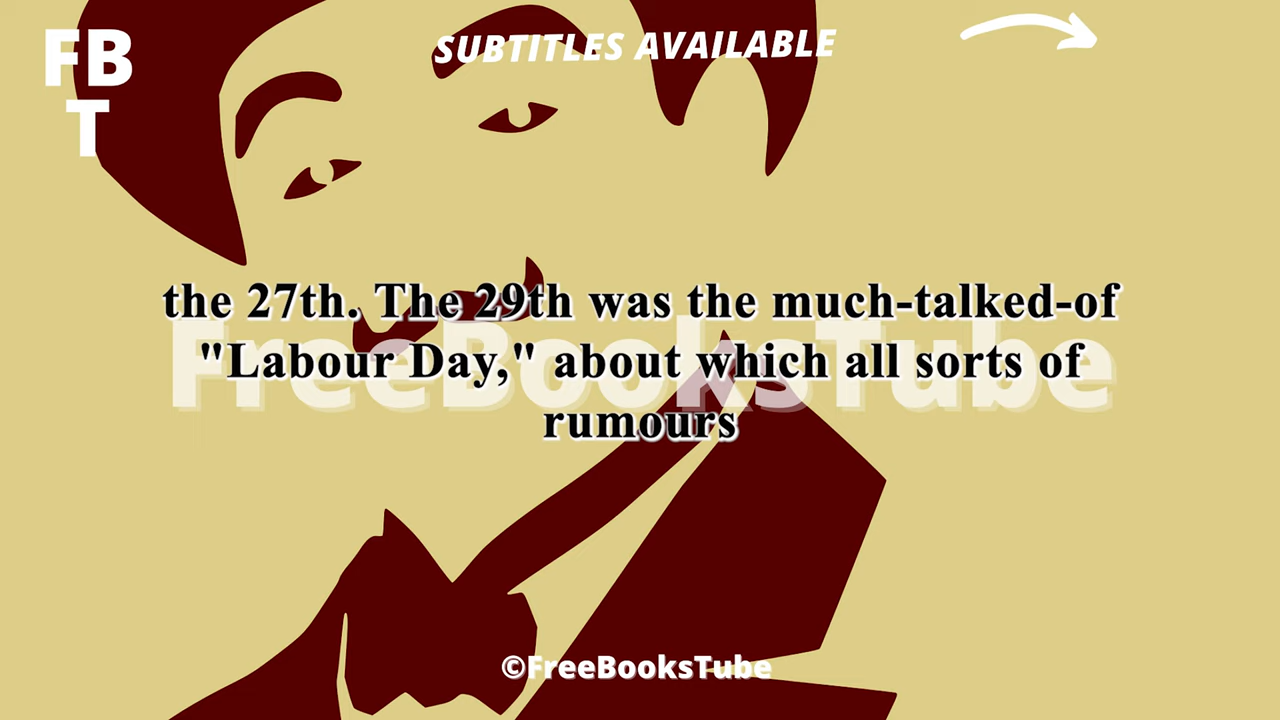 FB
T
SUBTITLES AVAILABLE
the 27th. The 29th was the much-talked-of
"Labour Day," about which all sorts of
rumours
FreeBooksTube
©FreeBooksTube